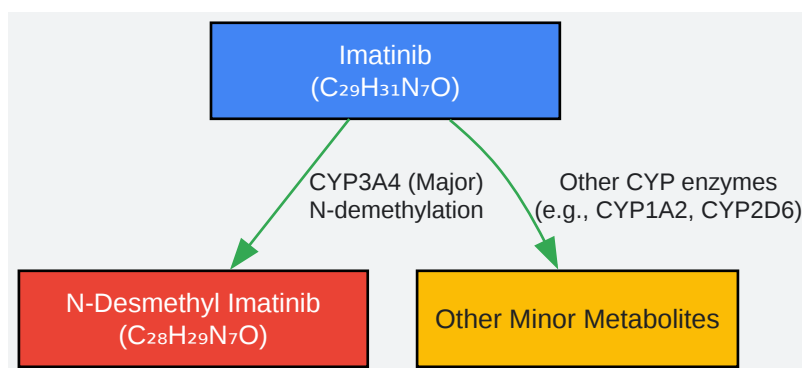 Imatinib
(C₂₉H₃₁N₇O)
CYP3A4 (Major)
N-demethylation
Other CYP enzymes
(e.g., CYP1A2, CYP2D6)
N-Desmethyl Imatinib
(C₂₈H₂₉N₇O)
Other Minor Metabolites